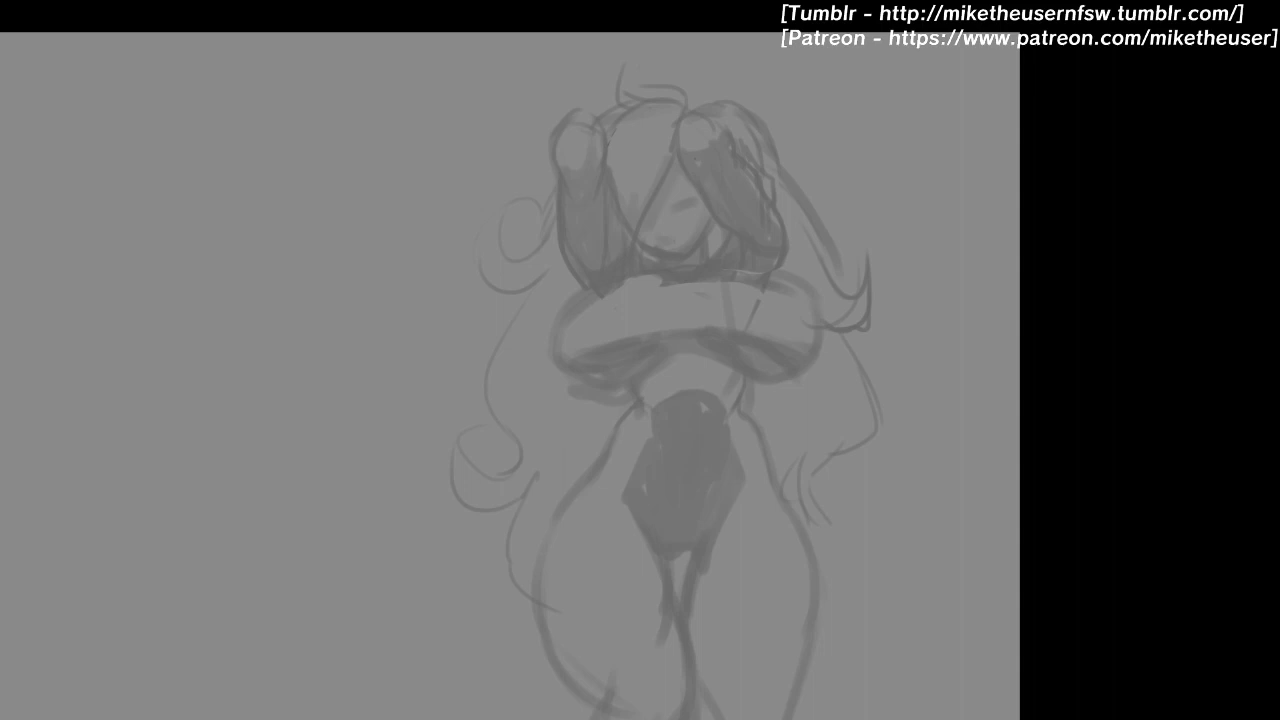 [Tumblr - http://miketheusernfsw.tumblr.com/]
[Patreon - https://www.patreon.com/miketheuser]